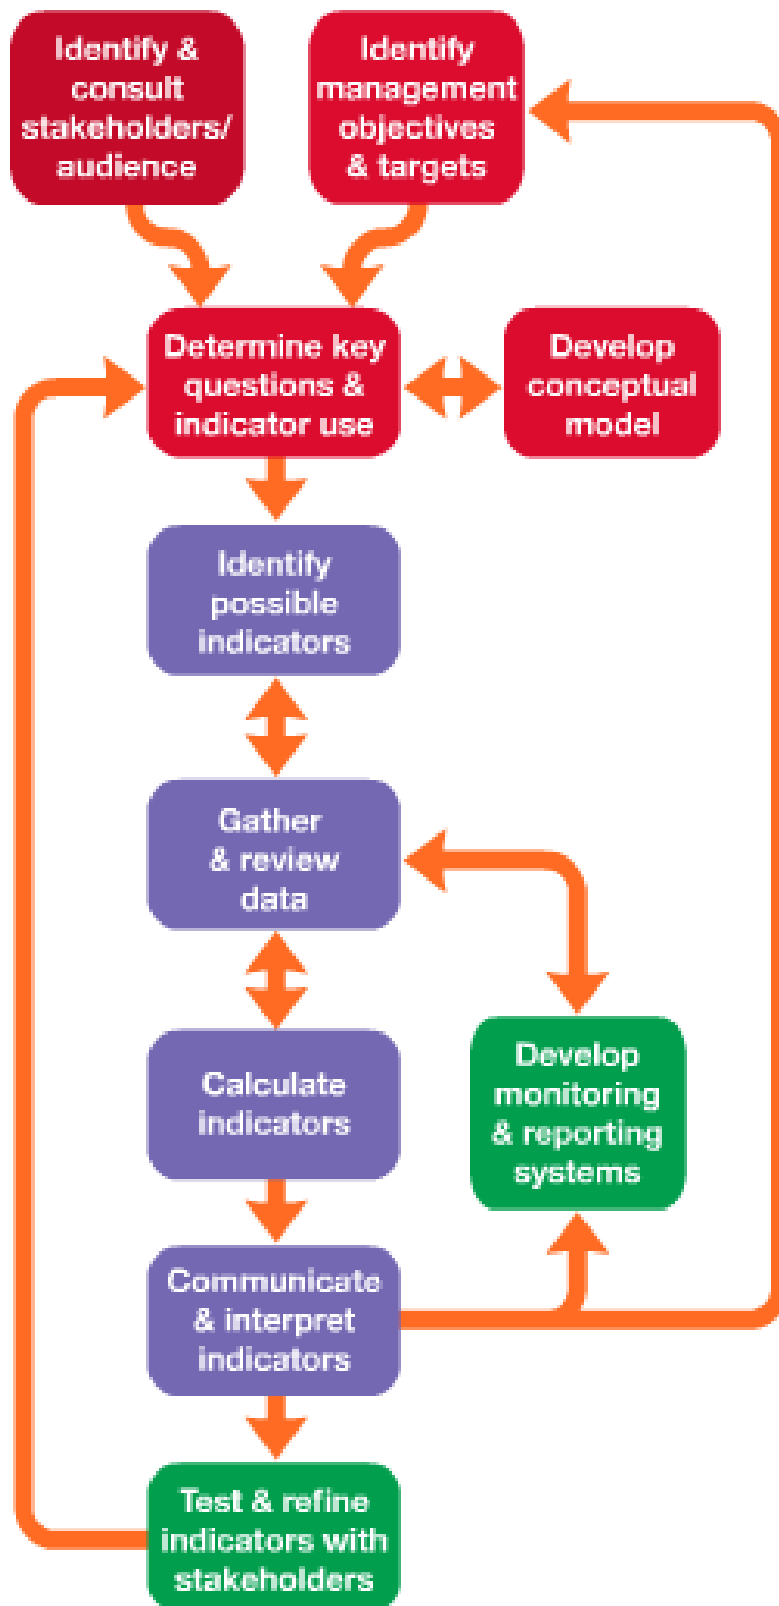 Identify &
consult
stakeholders/
audience
Identify
management
objectives
& targets
Determine key
questions &
indicator use
Develop
conceptual
model
Identify
possible
indicators
Gather
& review
data
Calculate
indicators
Develop
monitoring
& reporting
systems
Communicate
& interpret
indicators
Test & refine
indicators with
stakeholders